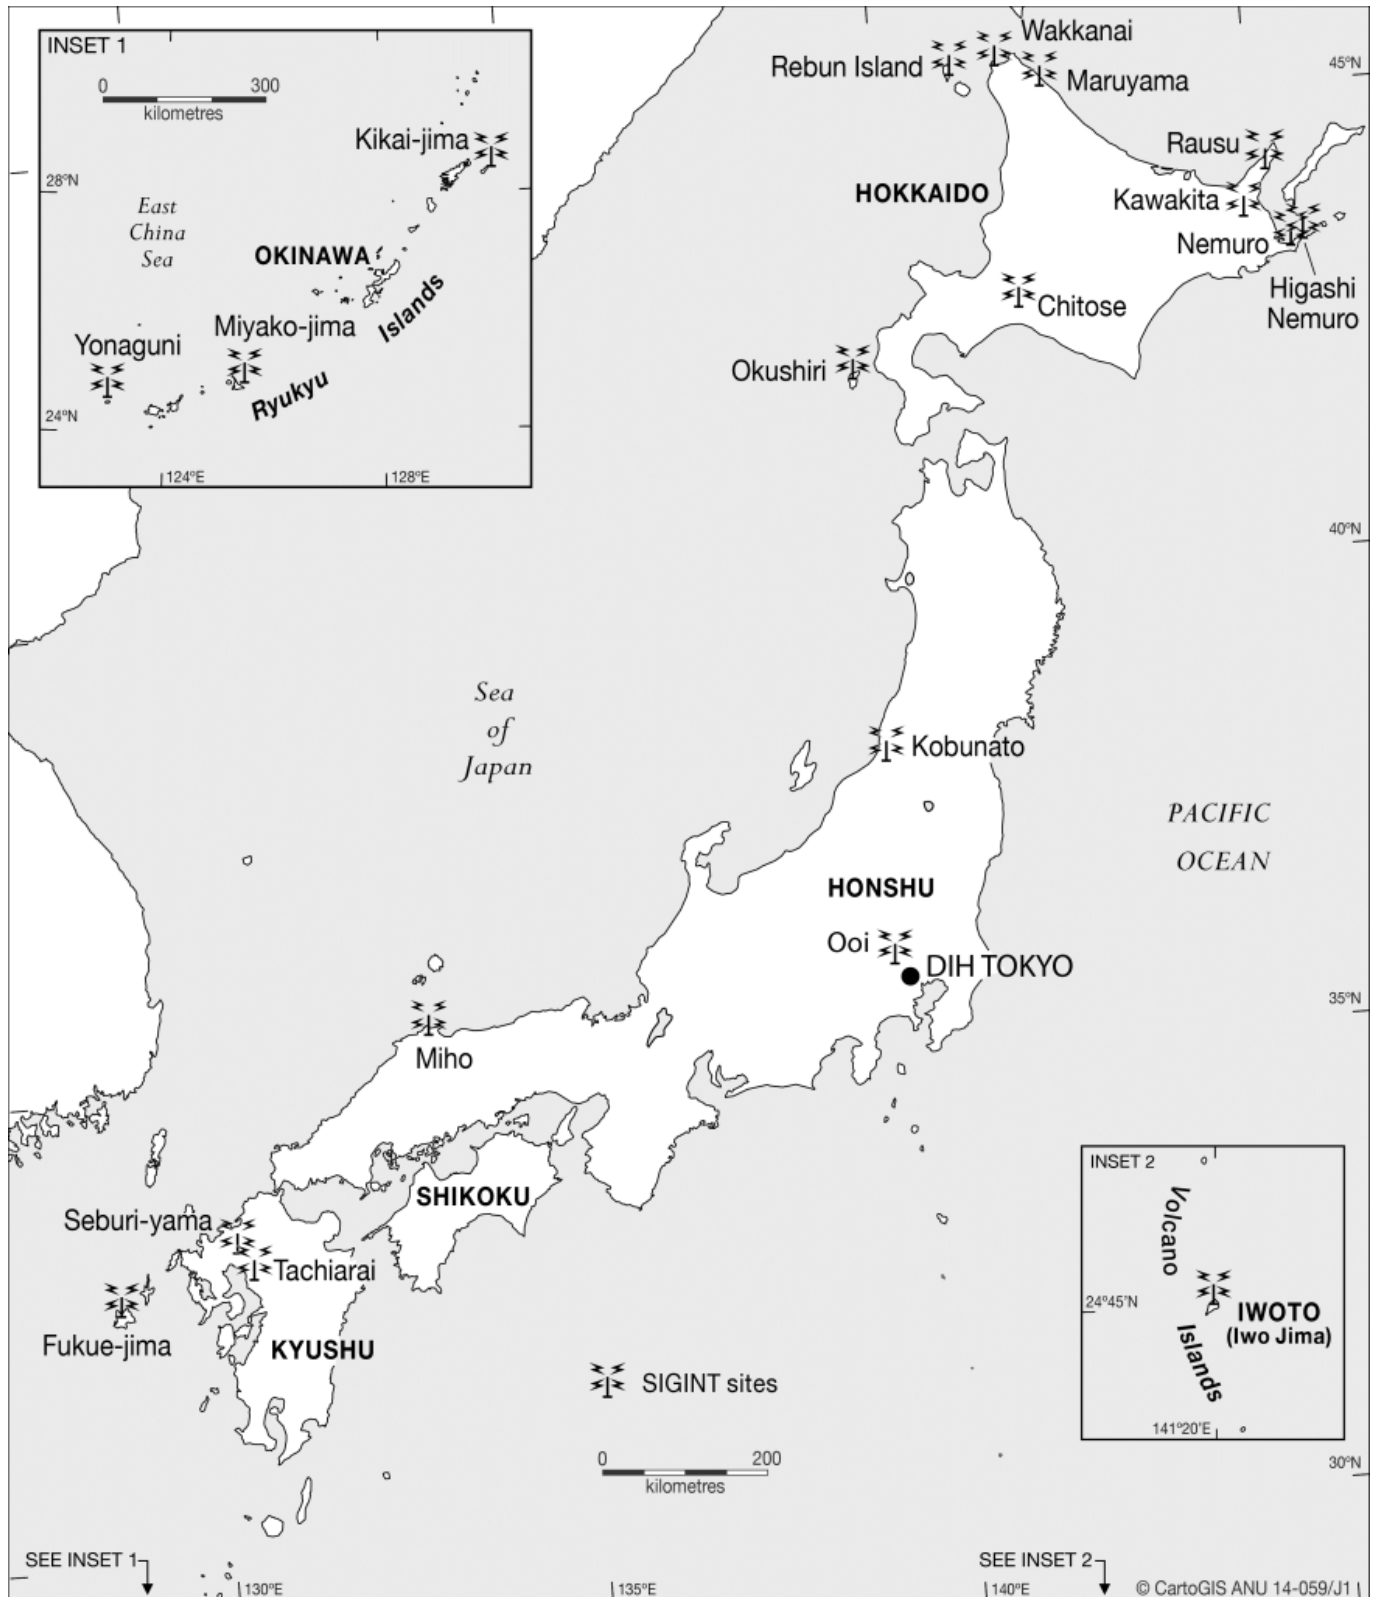 INSET 1
0 300
kilometres
Kikai-jima
28°N
East
China
Sea
OKINAWA
Islands
Miyako-jima
Yonaguni
Ryukyu
24°N
124°E
128°E
Wakkanai
Rebun Island
Maruyama
45°N
Rausu
HOKKAIDO
Kawakita
Nemuro
Higashi
Nemuro
Chitose
Okushiri
40°N
Sea
of
Japan
Kobunato
PACIFIC
OCEAN
HONSHU
Ooi
DIH TOKYO
35°N
Miho
SHIKOKU
Seburi-yama
Tachiarai
Fukue-jima
KYUSHU
INSET 2
Volcano
24°45'N
IWOTO
(Iwo Jima)
Islands
141°20'E
SIGINT sites
0 200
kilometres
30°N
SEE INSET 1
SEE INSET 2
130°E
135°E
140°E
© CartoGIS ANU 14-059/J1